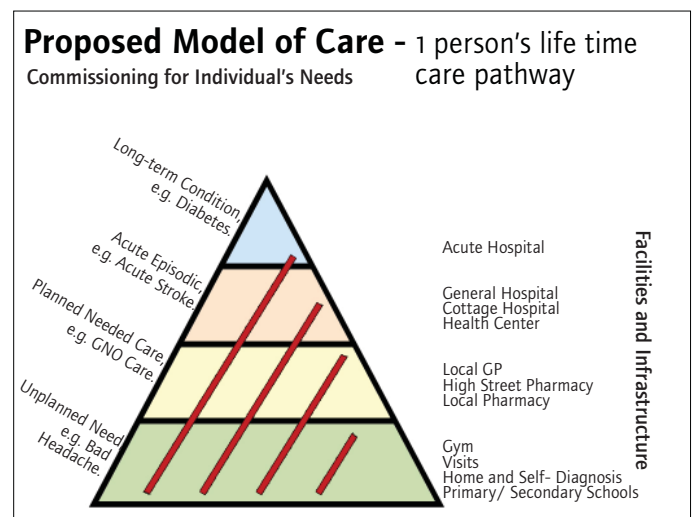 Proposed Model of Care - 1 person's life time
care pathway
Commissioning for Individual's Needs
Long-term Condition,
e.g. Diabetes.
Acute Episodic,
e.g. Acute Stroke.
Planned Needed Care,
e.g. GNO Care.
Unplanned Need
e.g. Bad
Headache.
Acute Hospital
General Hospital
Cottage Hospital
Health Center
Local GP
High Street Pharmacy
Local Pharmacy
Gym
Visits
Home and Self- Diagnosis
Primary/ Secondary Schools
Facilities and Infrastructure